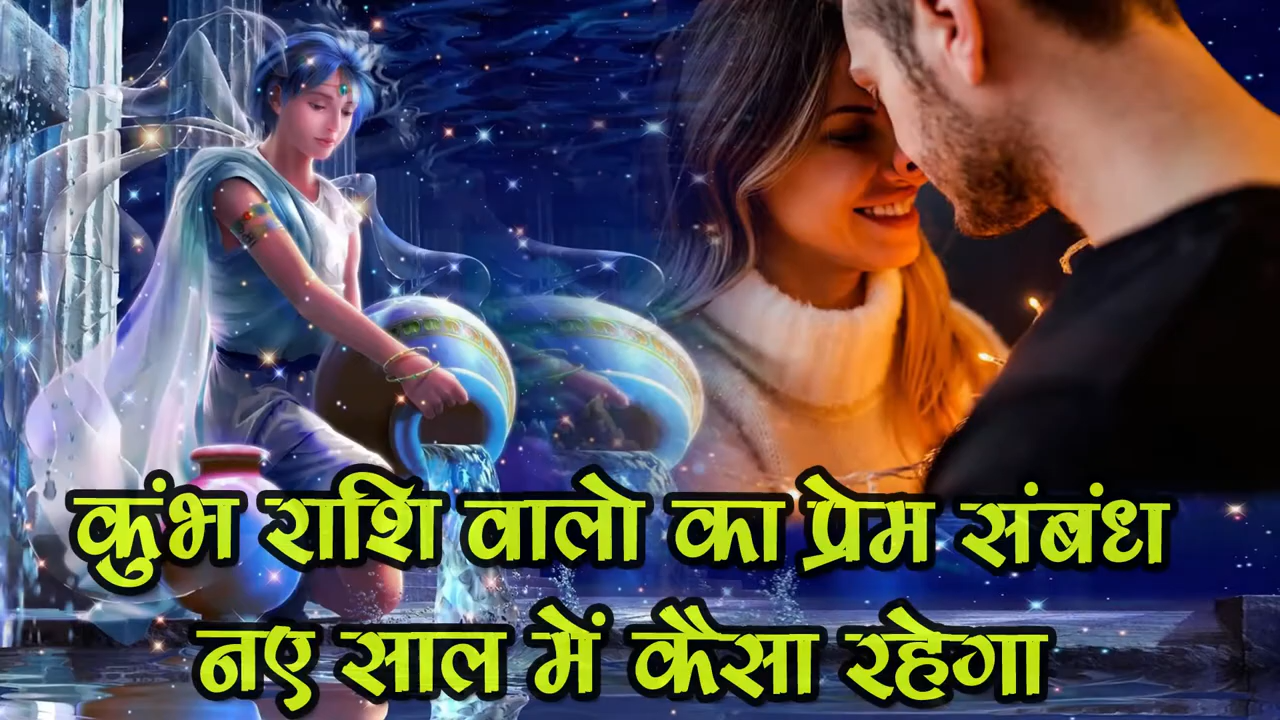 कुंभ राशि वालो का प्रेम संबंध
नए साल में कैसा रहेगा